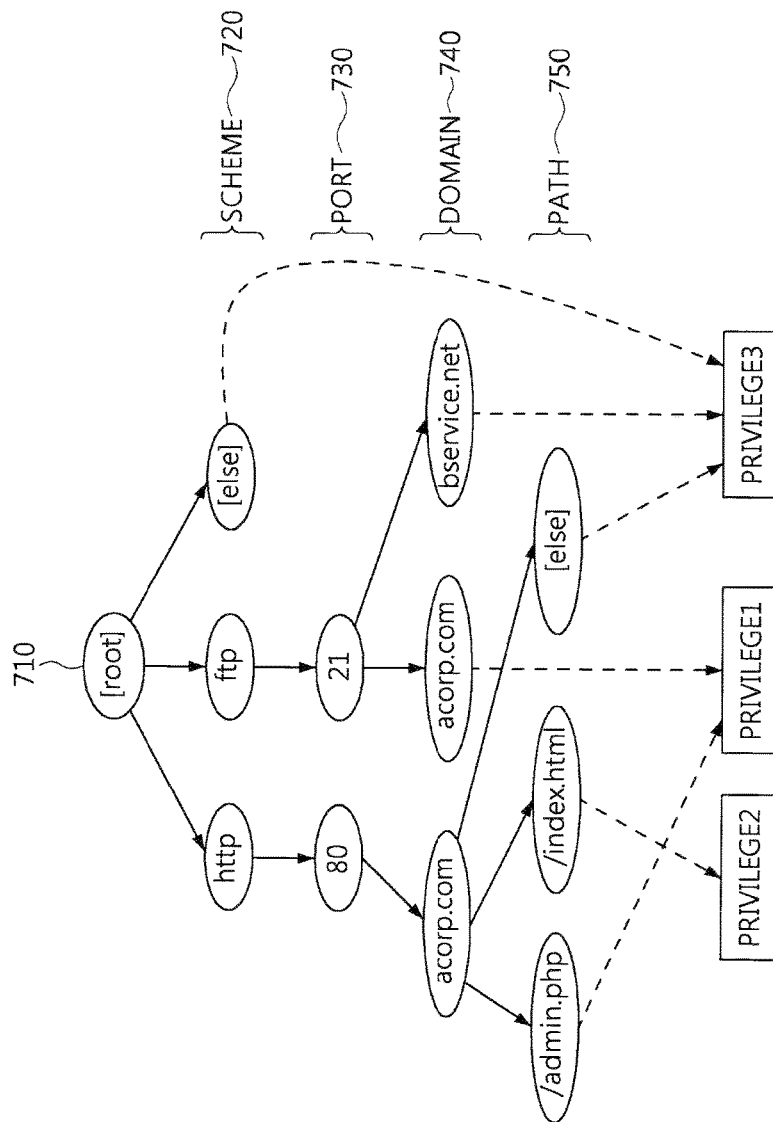 710
[root]
http
ftp
[else]
SCHEME 720
80
21
PORT 730
acorp.com
acorp.com
bservice.net
DOMAIN 740
/admin.php
/index.html
[else]
PATH 750
PRIVILEGE2
PRIVILEGE1
PRIVILEGE3